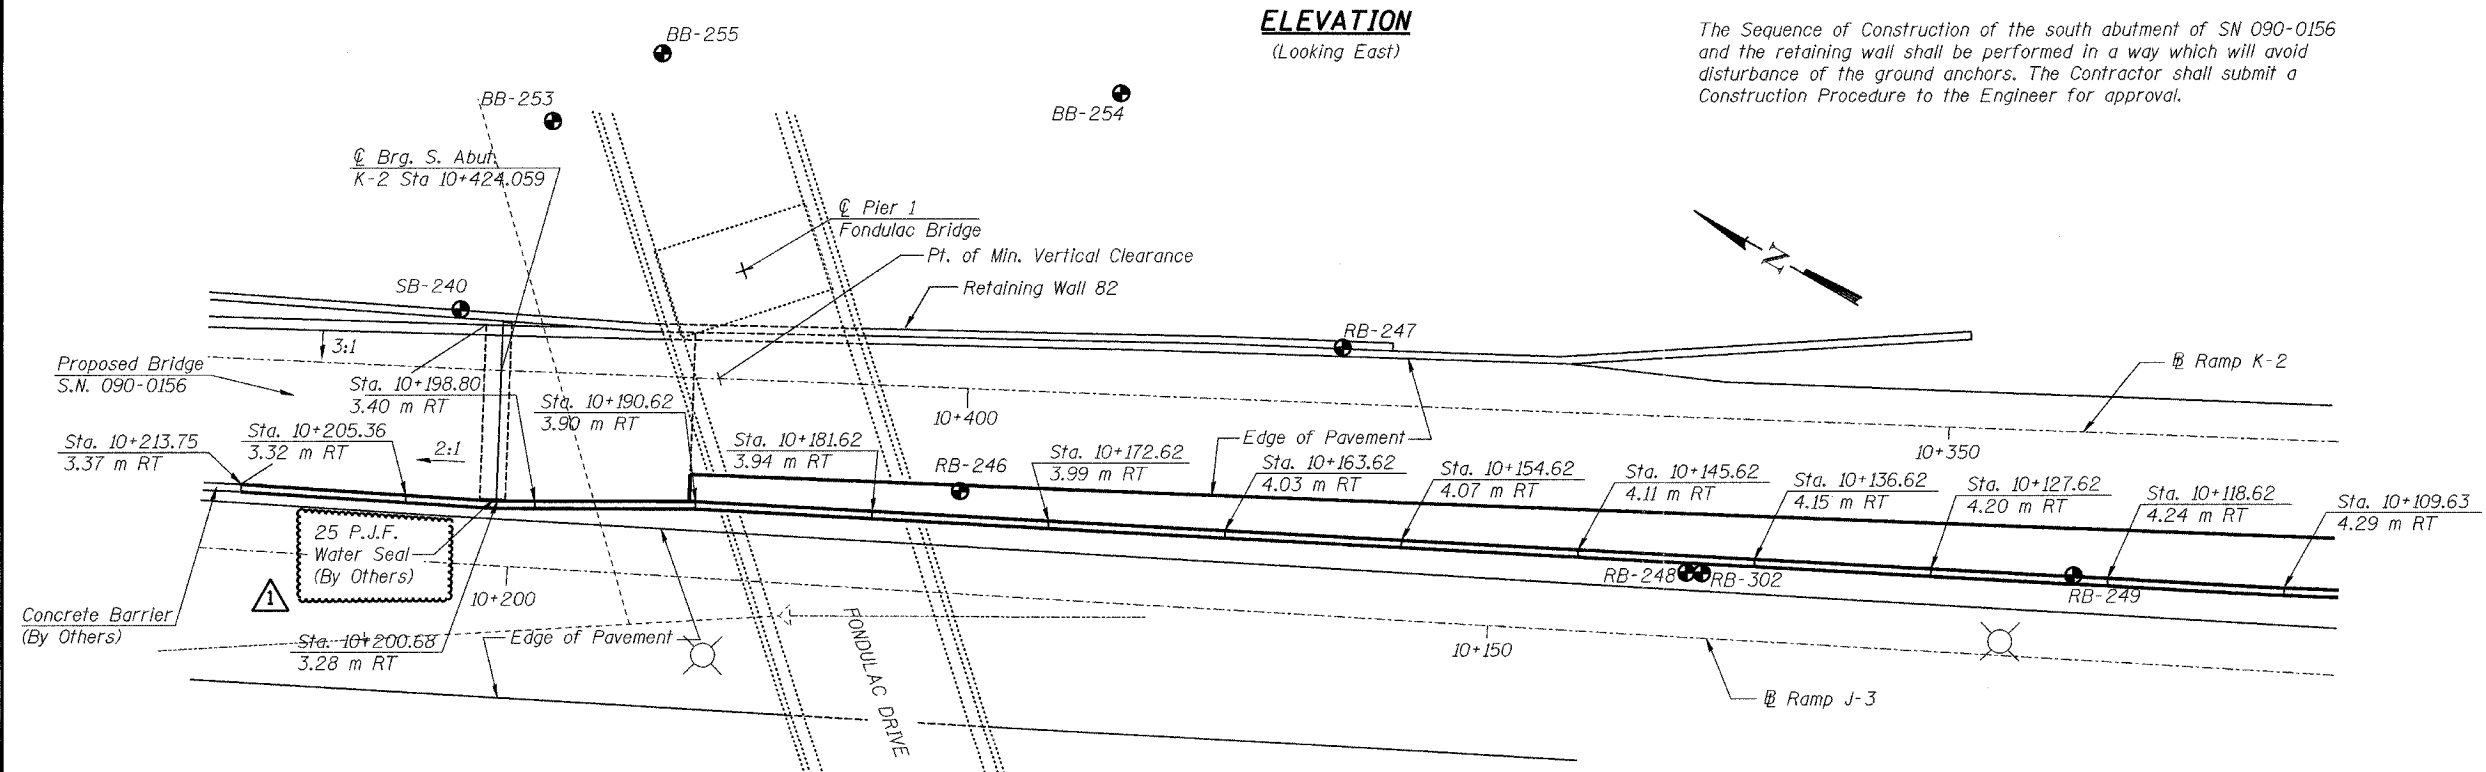 ELEVATION
(Looking East)
The Sequence of Construction of the south abutment of SN 090-0156
and the retaining wall shall be performed in a way which will avoid
disturbance of the ground anchors. The Contractor shall submit a
Construction Procedure to the Engineer for approval.
BB-255
BB-253
BB-254
℄ Brg. S. Abut.
K-2 Sta 10+424.059
℄ Pier 1
Fondulac Bridge
Pt. of Min. Vertical Clearance
Retaining Wall 82
N
SB-240
RB-247
3:1
Proposed Bridge
S.N. 090-0156
℔ Ramp K-2
Sta. 10+198.80
3.40 m RT
Sta. 10+190.62
3.90 m RT
10+400
10+350
Edge of Pavement
Sta. 10+213.75
3.37 m RT
Sta. 10+205.36
3.32 m RT
2:1
Sta. 10+181.62
3.94 m RT
RB-246
Sta. 10+172.62
3.99 m RT
Sta. 10+163.62
4.03 m RT
Sta. 10+154.62
4.07 m RT
Sta. 10+145.62
4.11 m RT
Sta. 10+136.62
4.15 m RT
Sta. 10+127.62
4.20 m RT
Sta. 10+118.62
4.24 m RT
Sta. 10+109.63
4.29 m RT
25 P.J.F.
Water Seal
(By Others)
1
10+200
RB-248
RB-302
RB-249
Concrete Barrier
(By Others)
Sta. 10+200.68
3.28 m RT
Edge of Pavement
FONDULAC DRIVE
10+150
℔ Ramp J-3